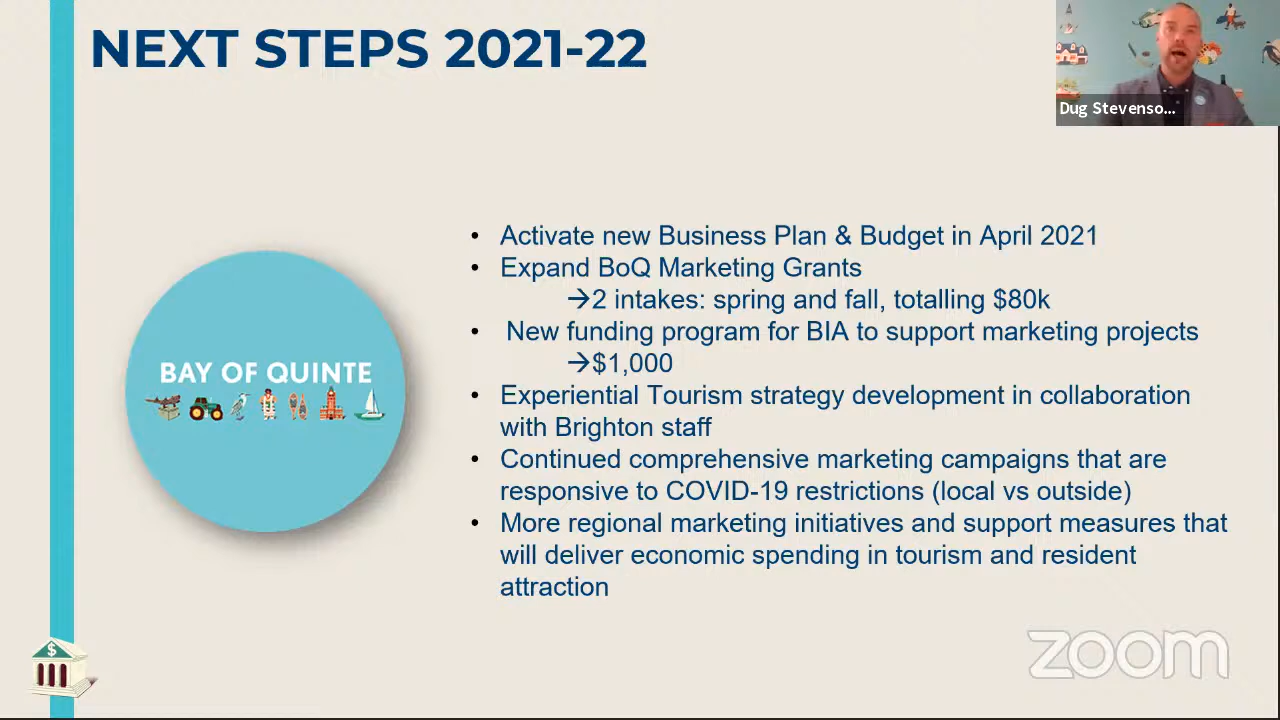 NEXT STEPS 2021-22
Dug Stevenso...
• Activate new Business Plan & Budget in April 2021
• Expand BoQ Marketing Grants
→2 intakes: spring and fall, totalling $80k
• New funding program for BIA to support marketing projects
→$1,000
BAY OF QUINTE
• Experiential Tourism strategy development in collaboration
with Brighton staff
• Continued comprehensive marketing campaigns that are
responsive to COVID-19 restrictions (local vs outside)
• More regional marketing initiatives and support measures that
will deliver economic spending in tourism and resident
attraction
$
zoom